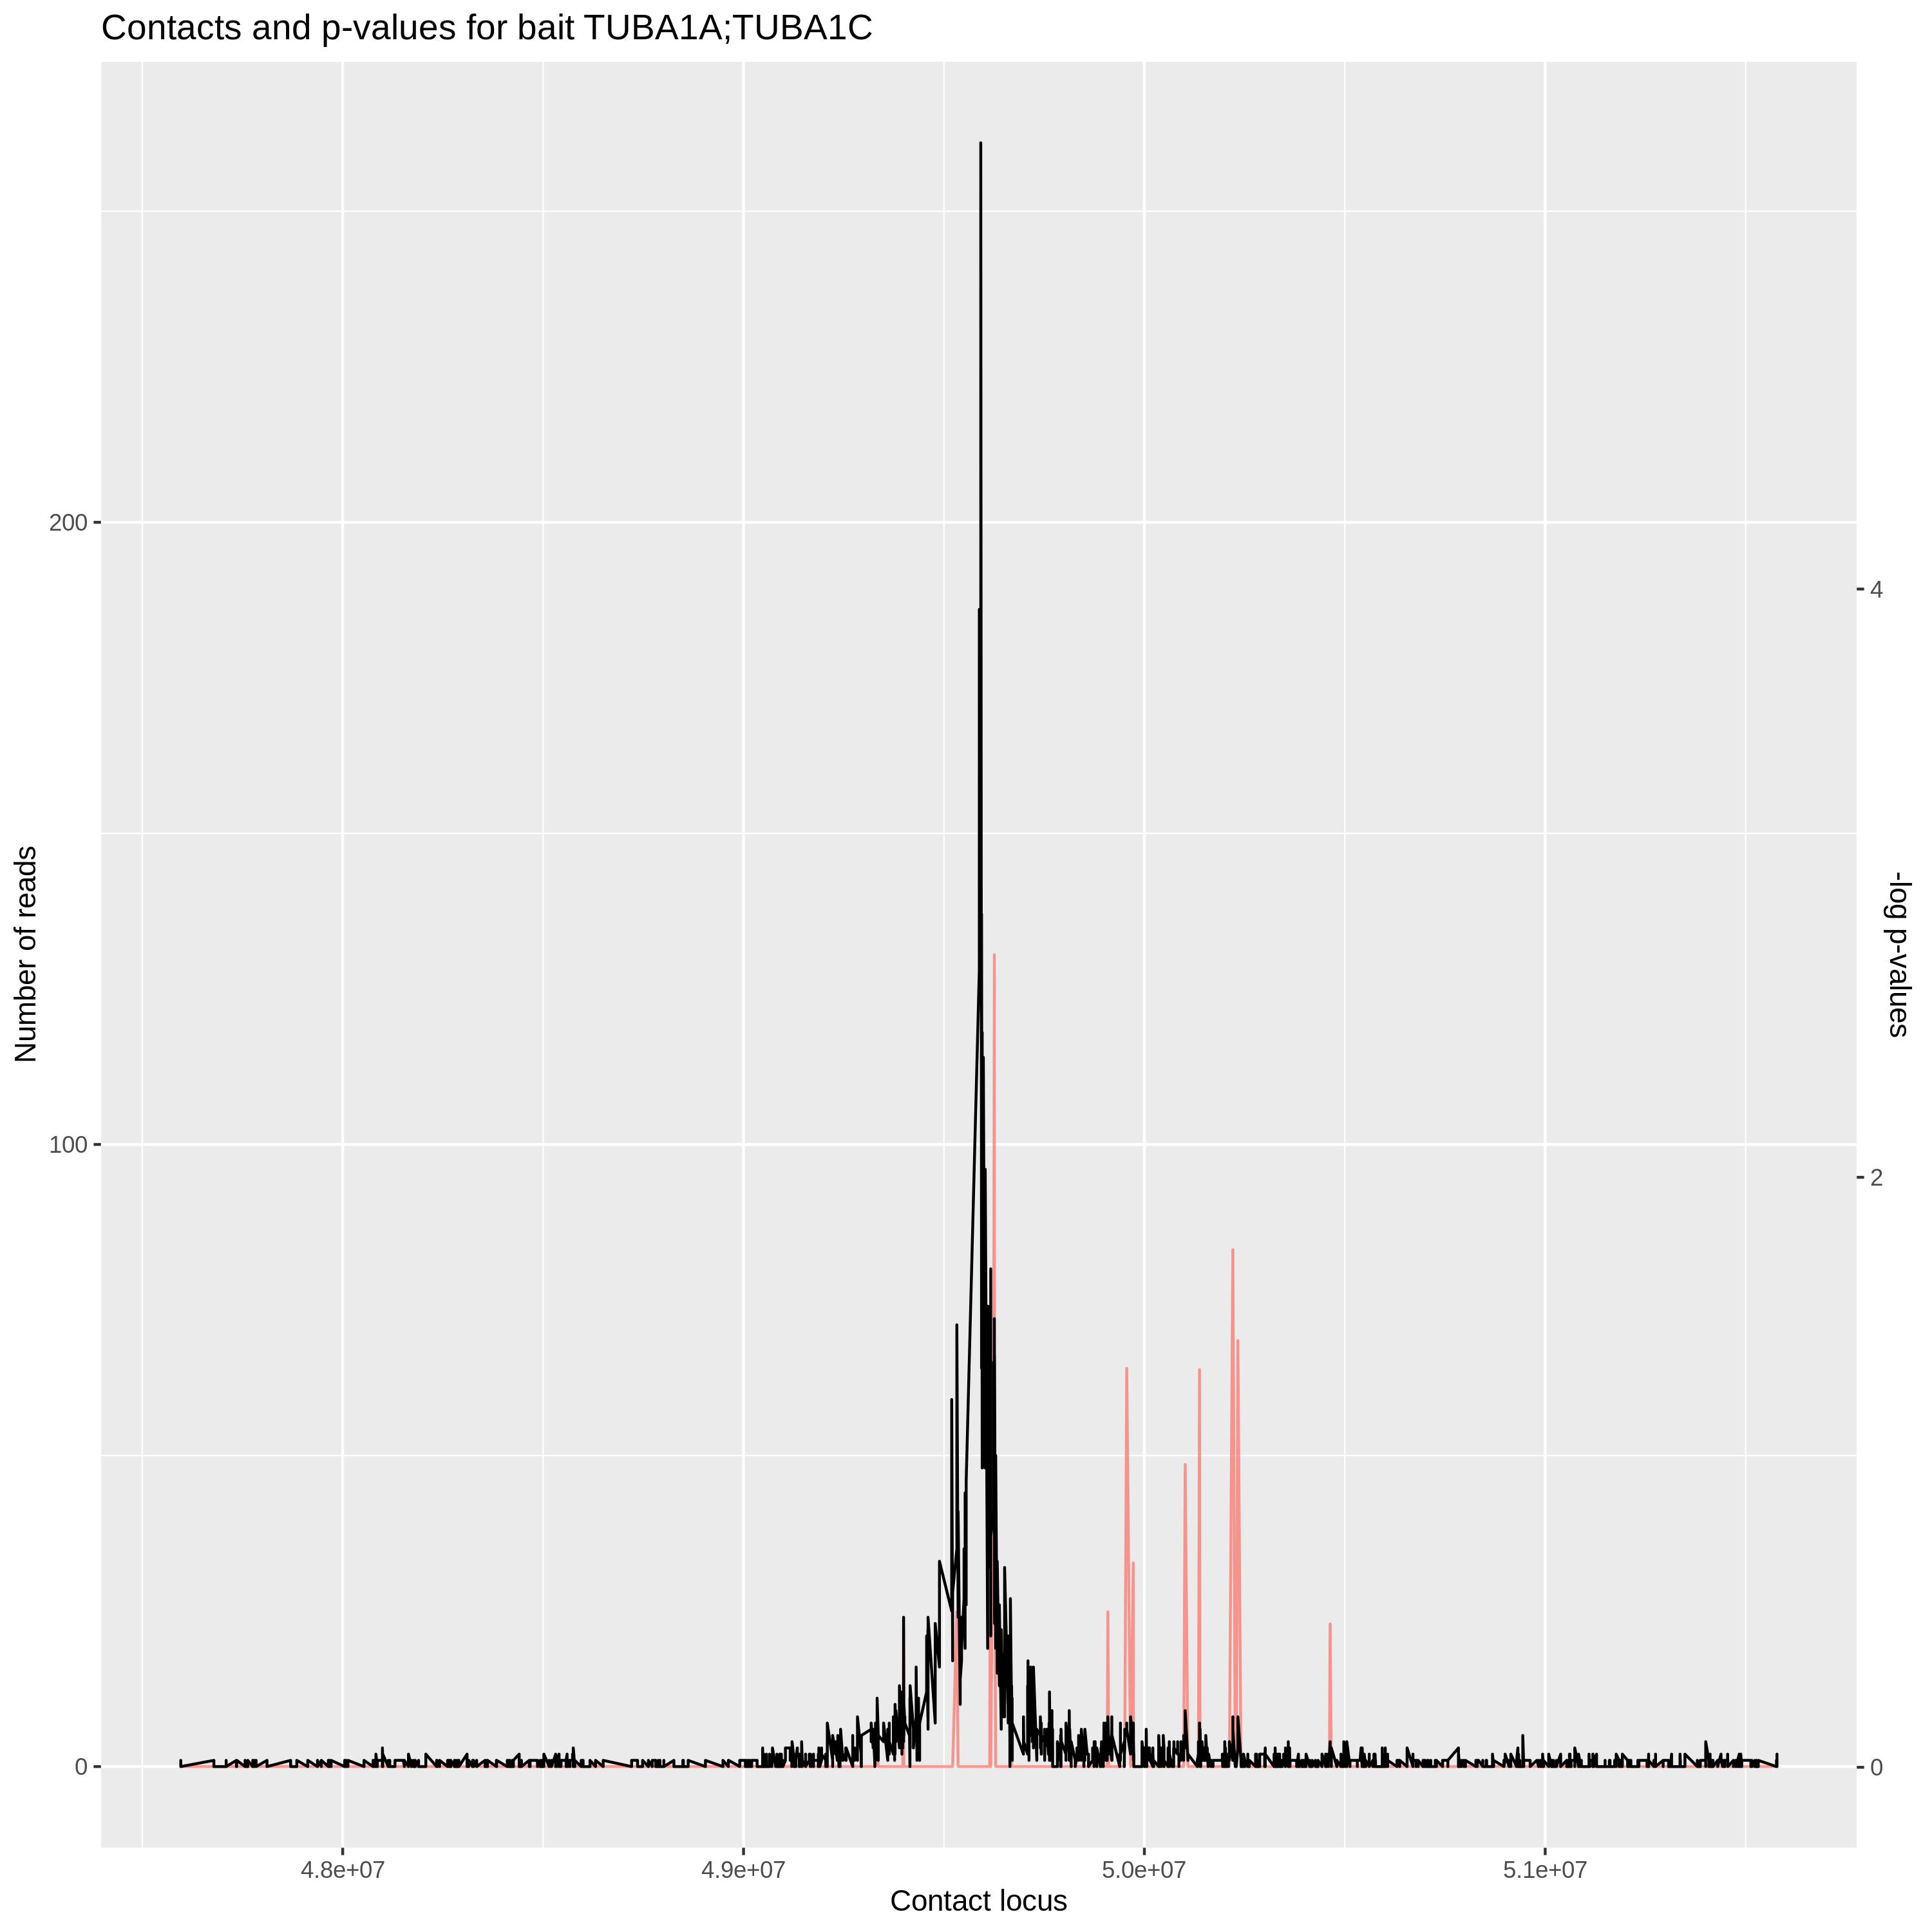 Contacts and p-values for bait TUBA1A;TUBA1C
Number of reads
200
100
0
4
2
0
-log p-values
4.8e+07 4.9e+07 5.0e+07 5.1e+07
Contact locus